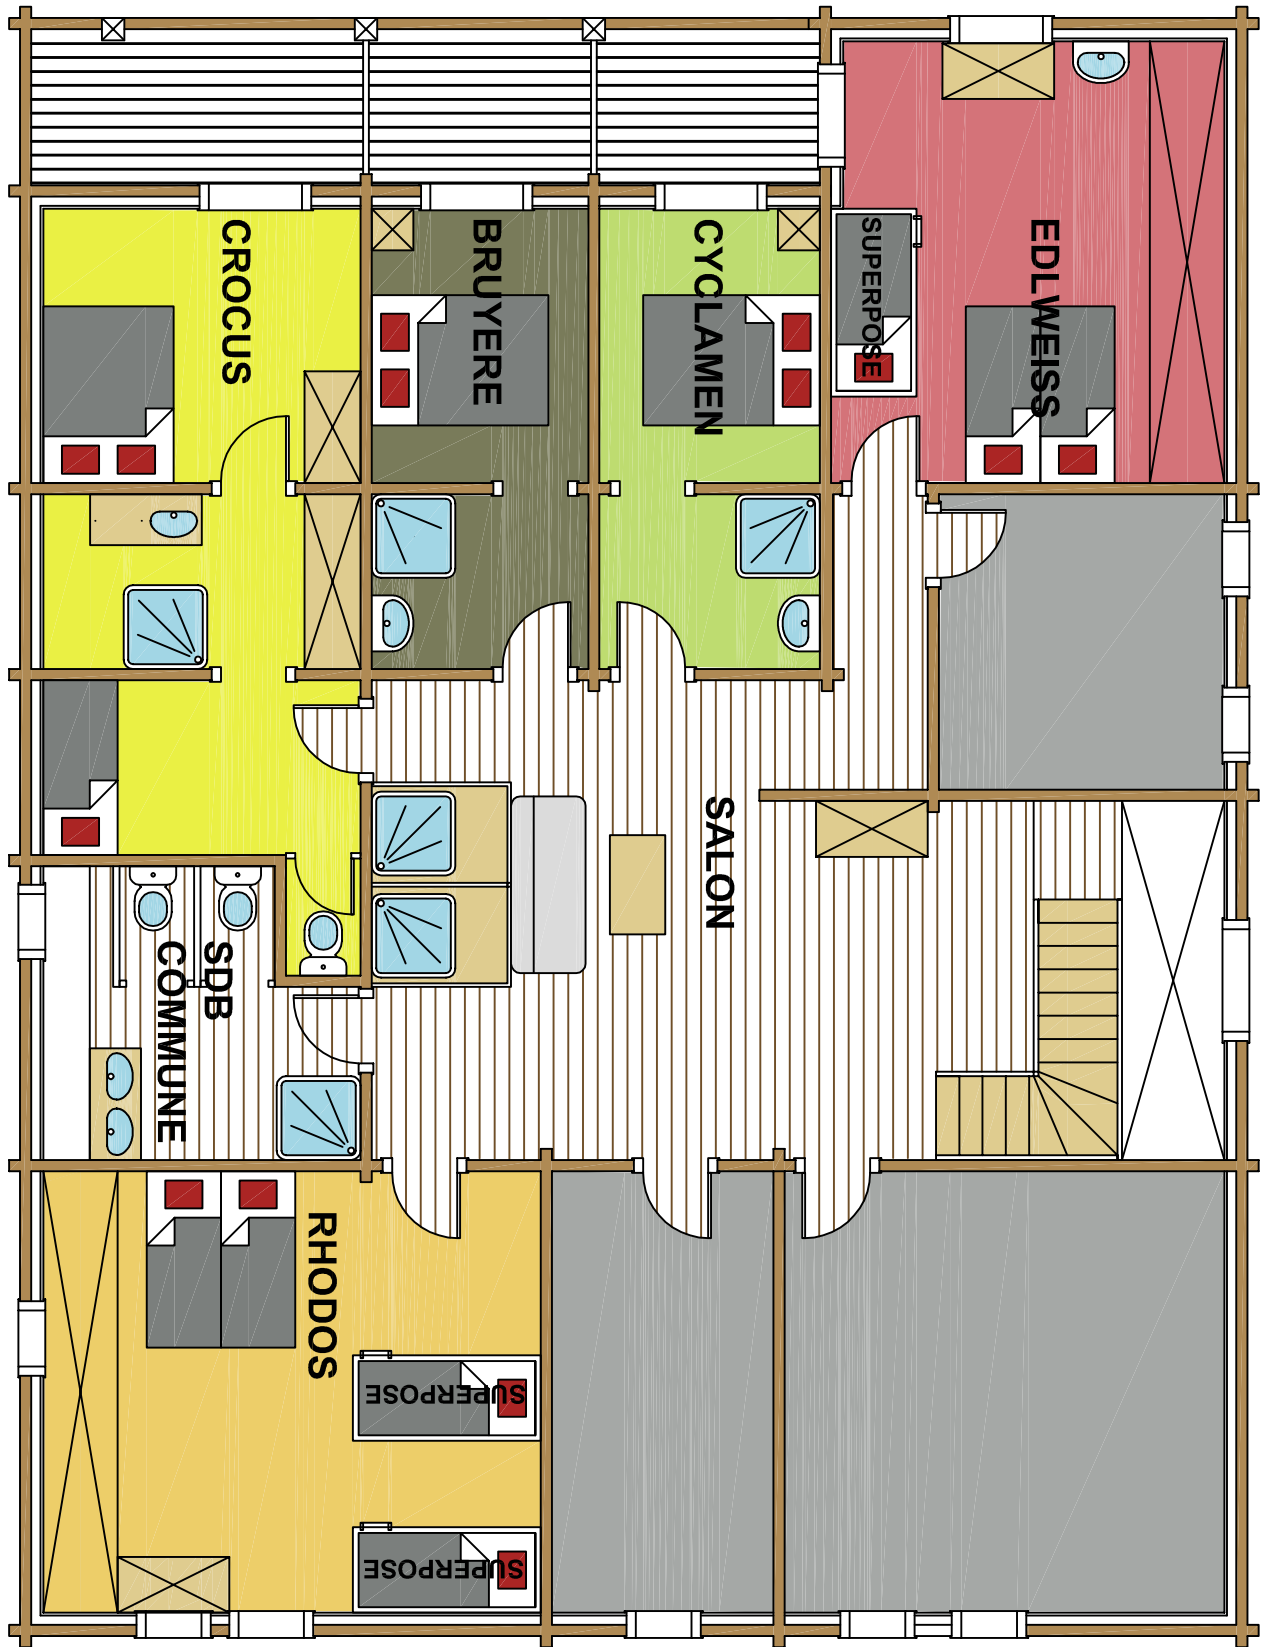 CROCUS
BRUYERE
CYCLAMEN
SUPERPOSE
EDLWEISS
SALON
SDB
COMMUNE
RHODOS
SUPERPOSE
SUPERPOSE